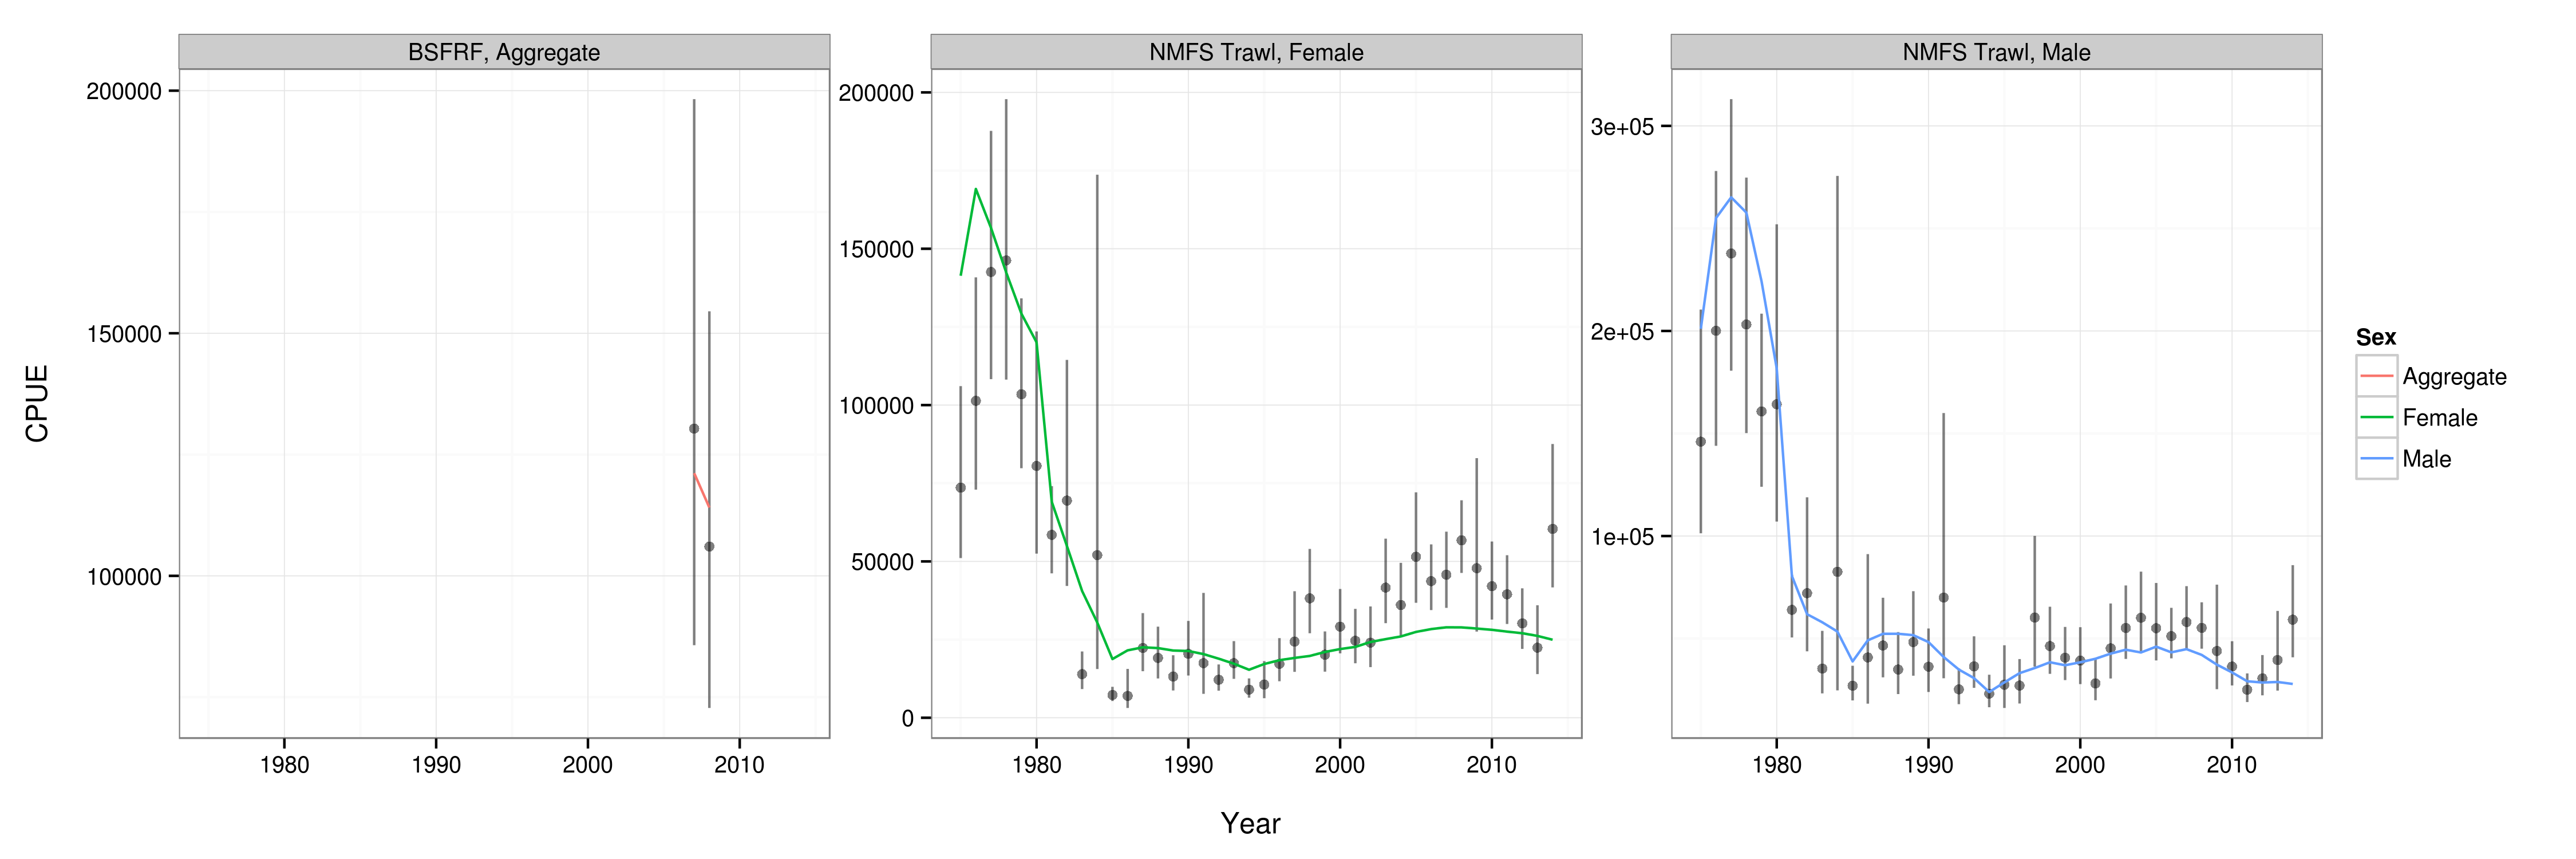 BSFRF, Aggregate
NMFS Trawl, Female
NMFS Trawl, Male
CPUE
200000
150000
100000
200000
150000
100000
50000
0
3e+05
2e+05
1e+05
1980 1990 2000 2010
1980 1990 2000 2010
1980 1990 2000 2010
Year
Sex
Aggregate
Female
Male